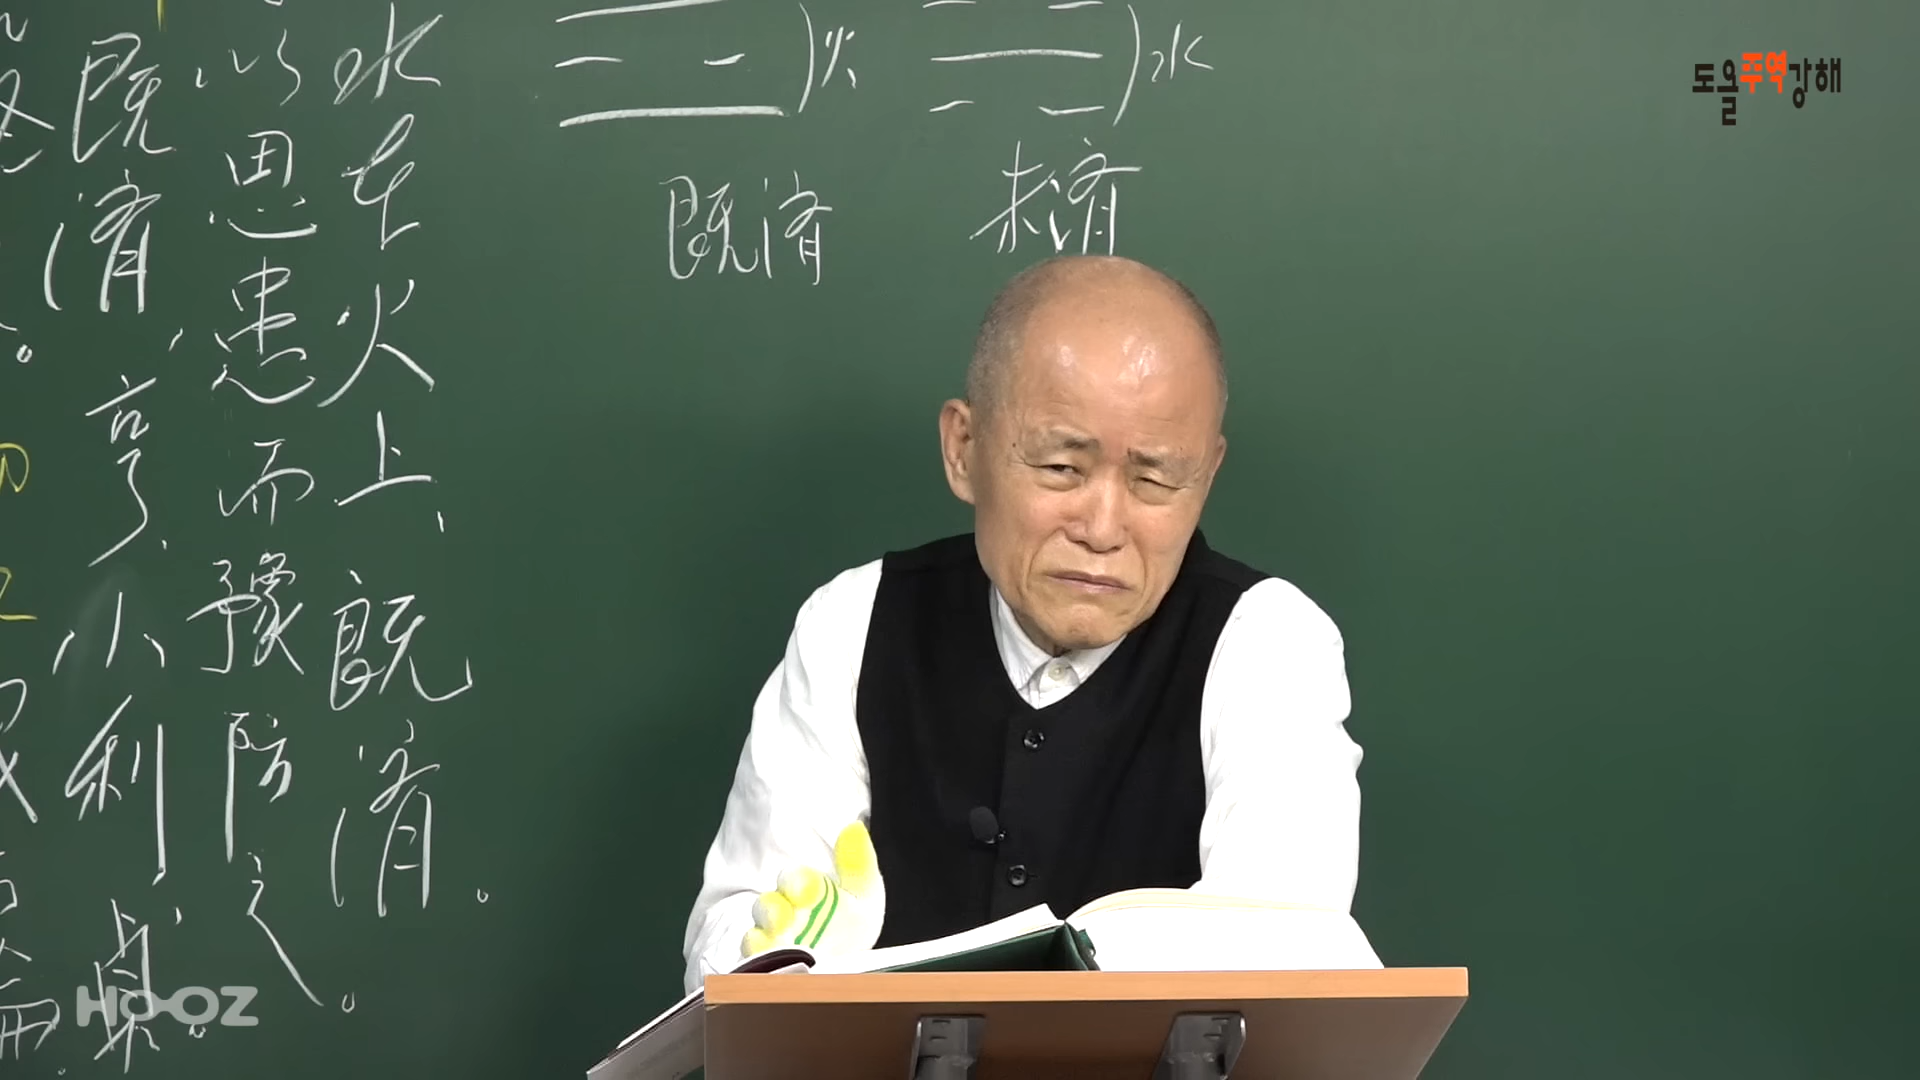 도올주역강해
火
水
既濟
未濟
水在火上、既濟。
以思患而豫防之。
既濟、亨、小利貞。
HOOZ